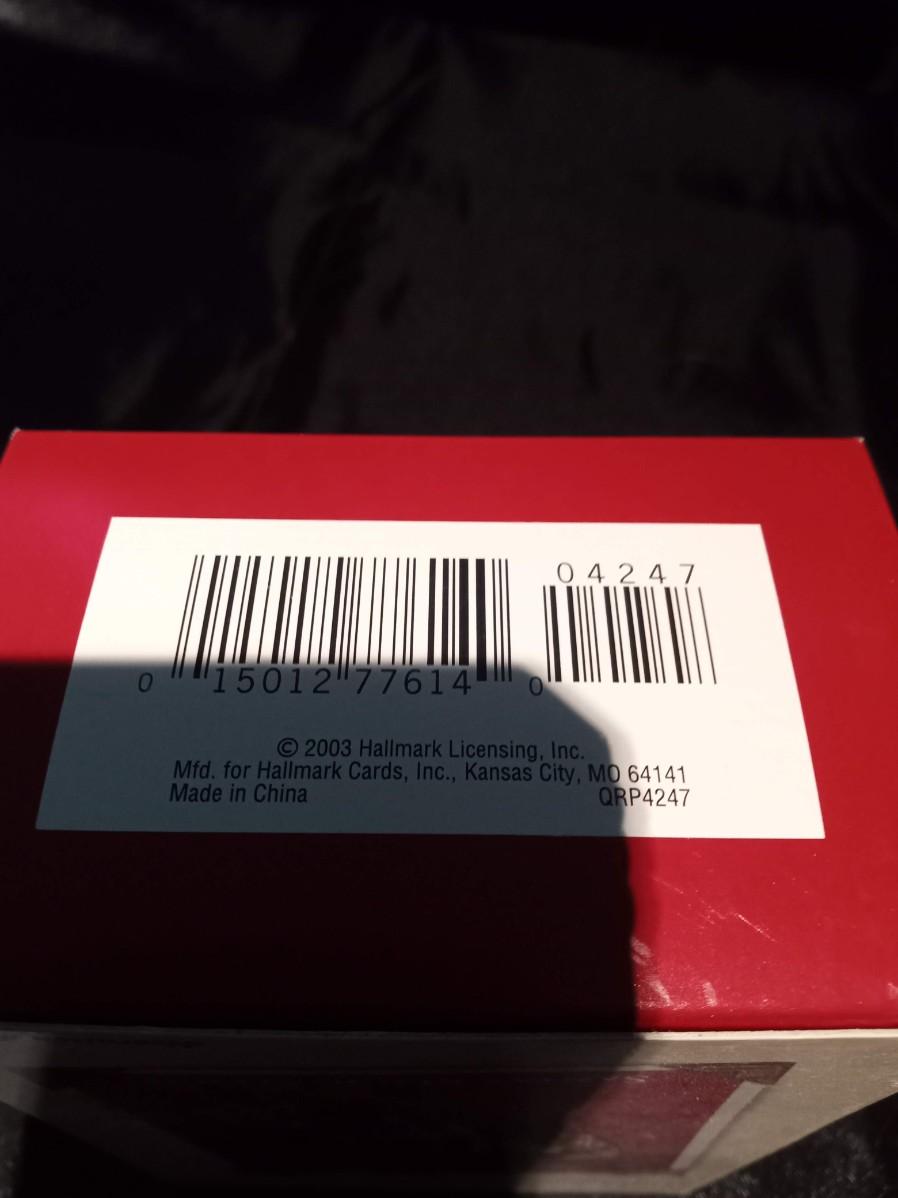 04247
0 15012 77614 0
© 2003 Hallmark Licensing, Inc.
Mfd. for Hallmark Cards, Inc., Kansas City, MO 64141
Made in China QRP4247